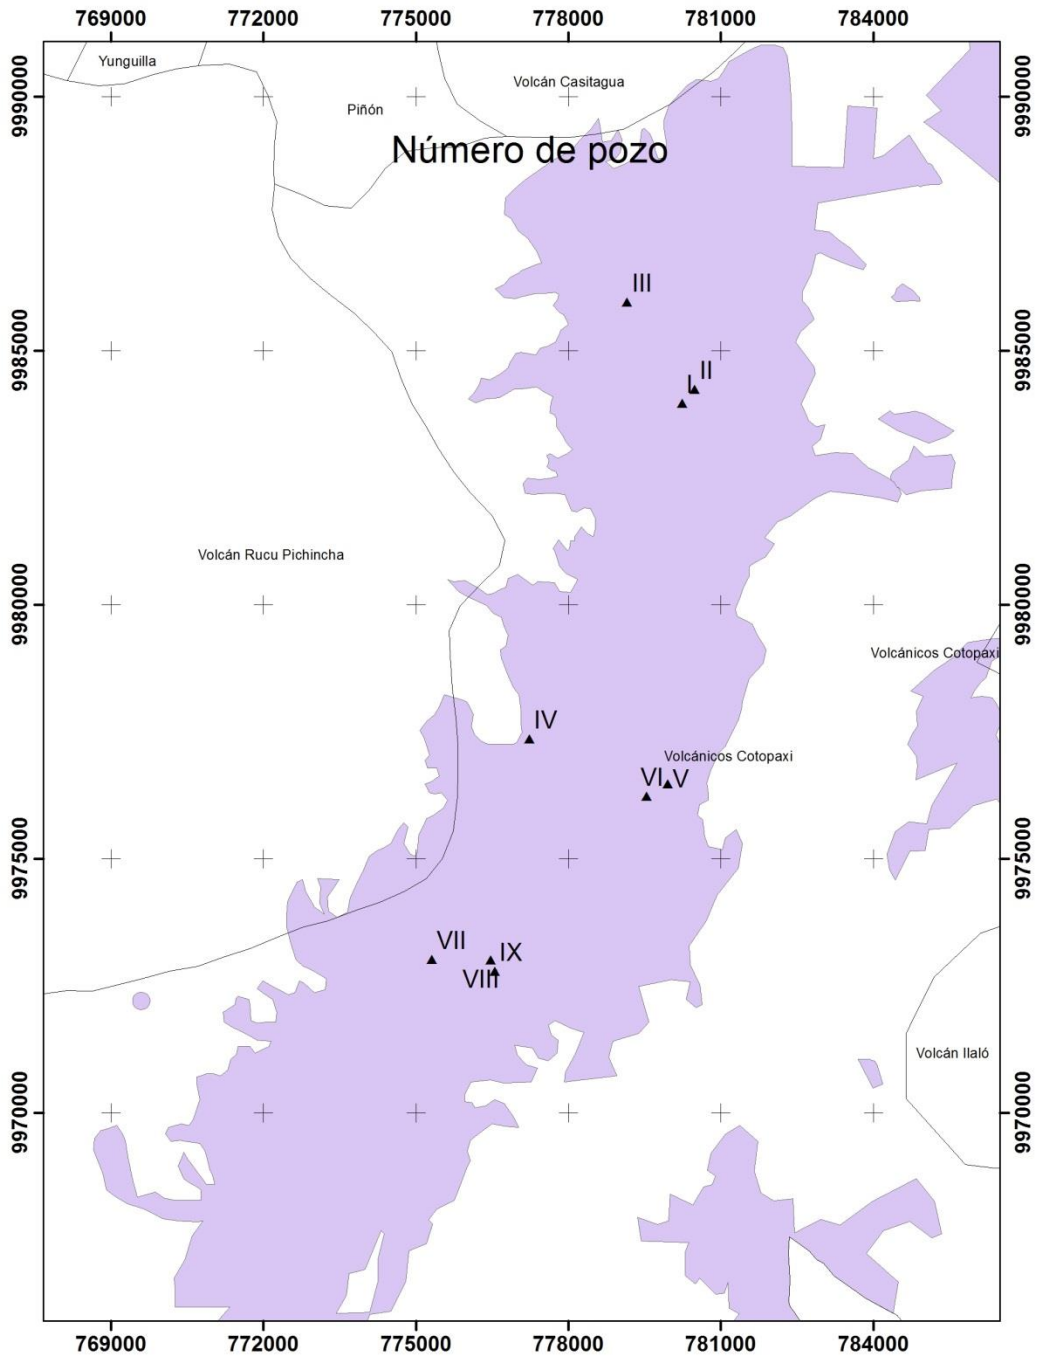 769000 772000 775000 778000 781000 784000
9990000 9990000
Yunguilla
Volcán Casitagua
Piñón
Número de pozo
III
9985000 9985000
II
I
Volcán Rucu Pichincha
9980000 9980000
Volcánicos Cotopaxi
IV
Volcánicos Cotopaxi
VI V
9975000 9975000
VII IX
VIII
Volcán Ilaló
9970000 9970000
769000 772000 775000 778000 781000 784000